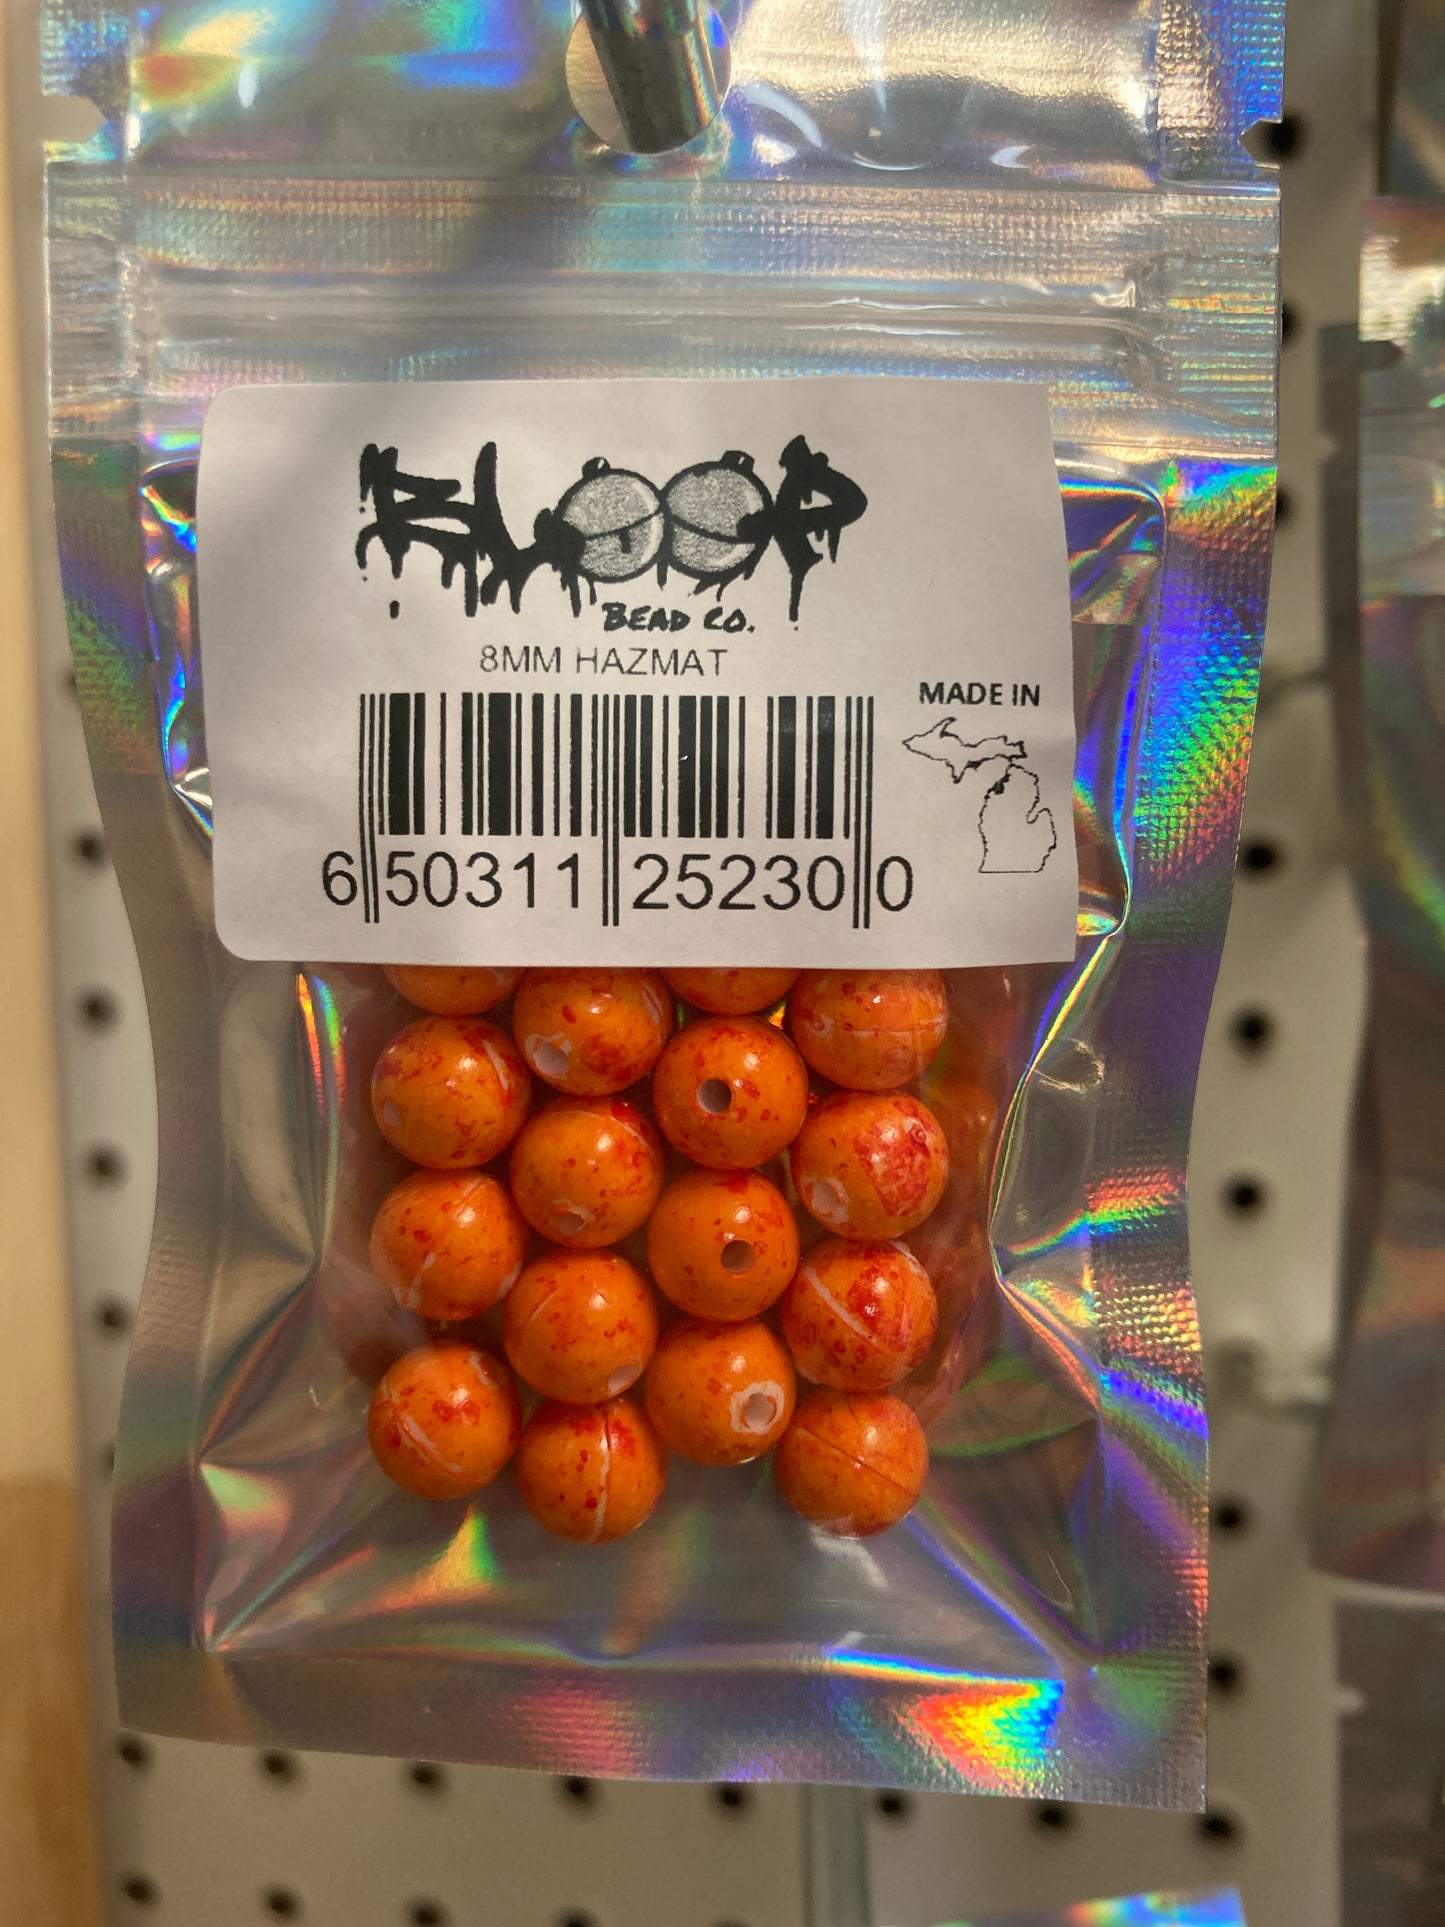 BLOOP
BEAD CO.
8MM HAZMAT
MADE IN
6 50311 25230 0